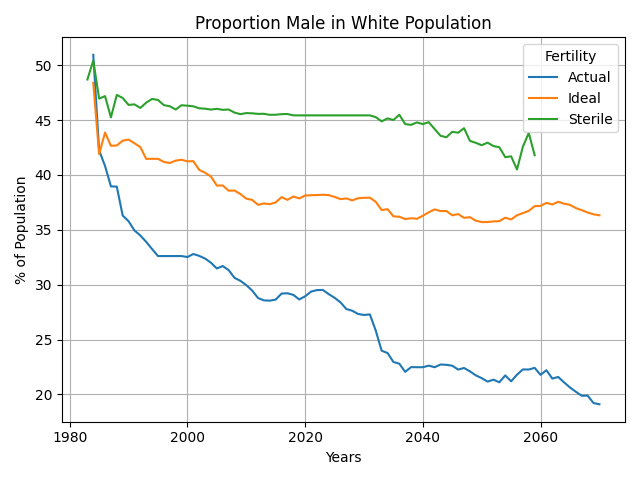 Proportion Male in White Population
Fertility
Actual
Ideal
Sterile
% of Population
50
45
40
35
30
25
20
1980
2000
2020
2040
2060
Years